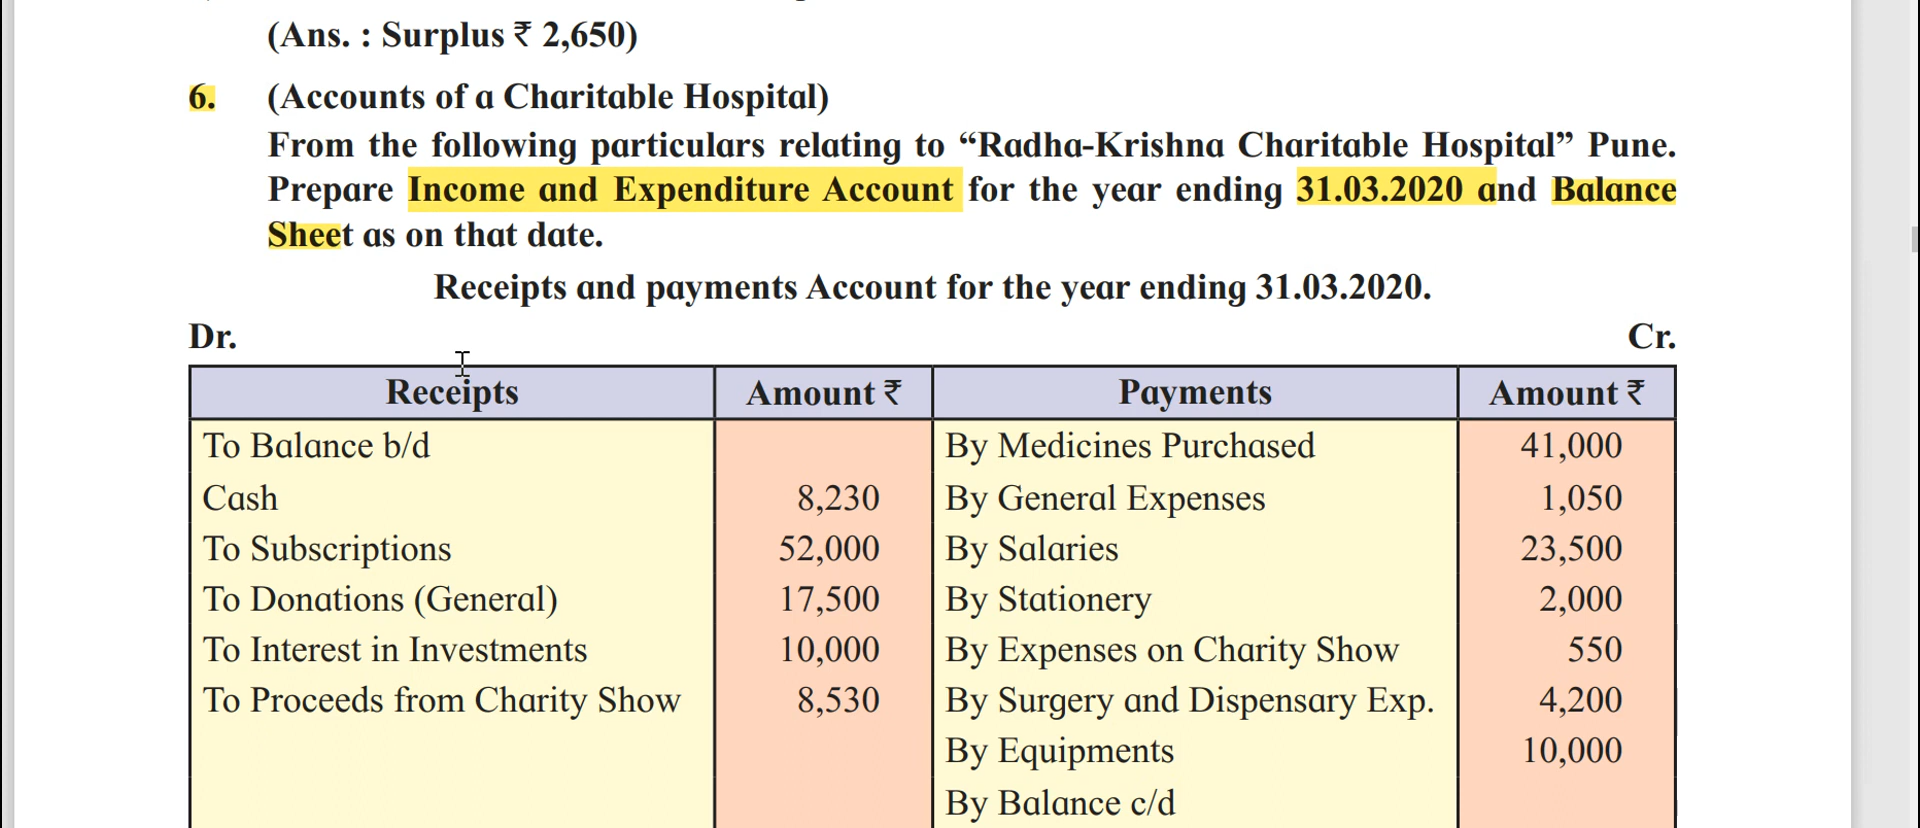 (Ans. : Surplus ₹ 2,650)
6. (Accounts of a Charitable Hospital)
From the following particulars relating to “Radha-Krishna Charitable Hospital” Pune.
Prepare Income and Expenditure Account for the year ending 31.03.2020 and Balance
Sheet as on that date.
Receipts and payments Account for the year ending 31.03.2020.
Dr. Cr.
Receipts Amount ₹ Payments Amount ₹
To Balance b/d By Medicines Purchased 41,000
Cash 8,230 By General Expenses 1,050
To Subscriptions 52,000 By Salaries 23,500
To Donations (General) 17,500 By Stationery 2,000
To Interest in Investments 10,000 By Expenses on Charity Show 550
To Proceeds from Charity Show 8,530 By Surgery and Dispensary Exp. 4,200
By Equipments 10,000
By Balance c/d